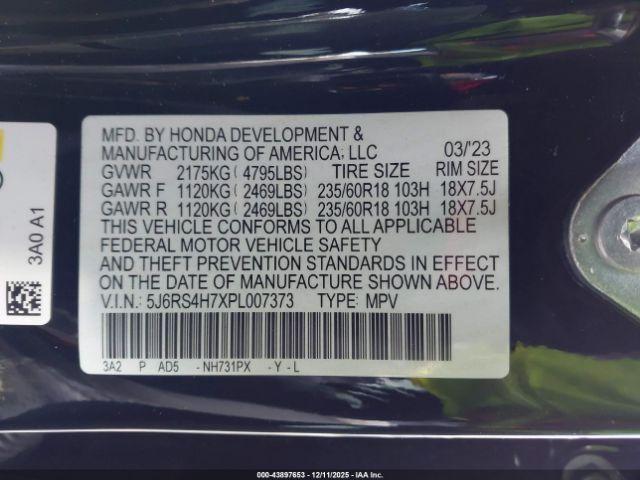 MFD. BY HONDA DEVELOPMENT &
MANUFACTURING OF AMERICA, LLC 03/'23
GVWR 2175KG ( 4795LBS) TIRE SIZE RIM SIZE
GAWR F 1120KG ( 2469LBS) 235/60R18 103H 18X7.5J
GAWR R 1120KG ( 2469LBS) 235/60R18 103H 18X7.5J
THIS VEHICLE CONFORMS TO ALL APPLICABLE
FEDERAL MOTOR VEHICLE SAFETY
AND THEFT PREVENTION STANDARDS IN EFFECT ON
THE DATE OF MANUFACTURE SHOWN ABOVE.
V.I.N.: 5J6RS4H7XPL007373 TYPE: MPV
3A2 P AD5 - NH731PX - Y - L
3A0 A1
000-43897653 - 12/11/2025 - IAA Inc.